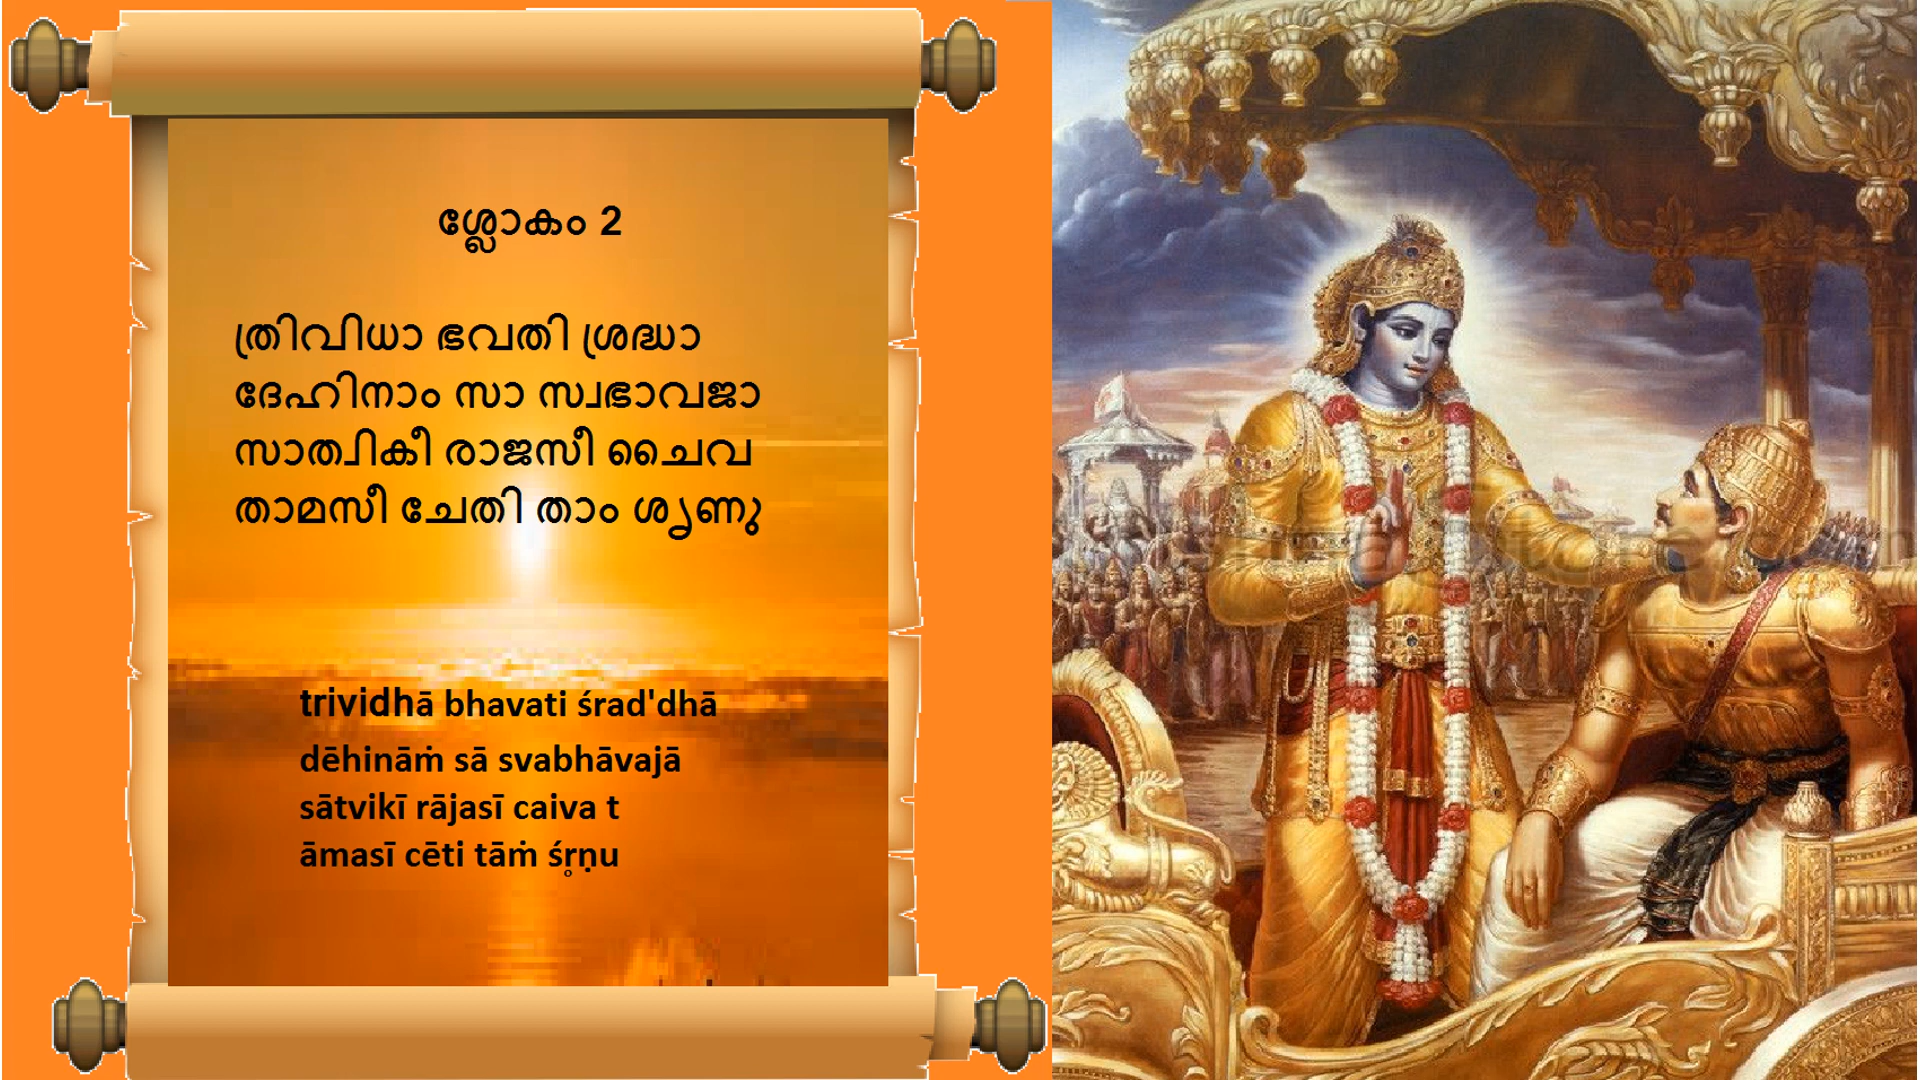 ശ്ലോകം 2
ത്രിവിധാ ഭവതി ശ്രദ്ധാ
ദേഹിനാം സാ സ്വഭാവജാ
സാത്വികീ രാജസീ ചൈവ
താമസീ ചേതി താം ശൃണു
trividhā bhavati śrad'dhā
dēhināṁ sā svabhāvajā
sātvikī rājasī caiva t
āmasī cēti tāṁ śr̥ṇu